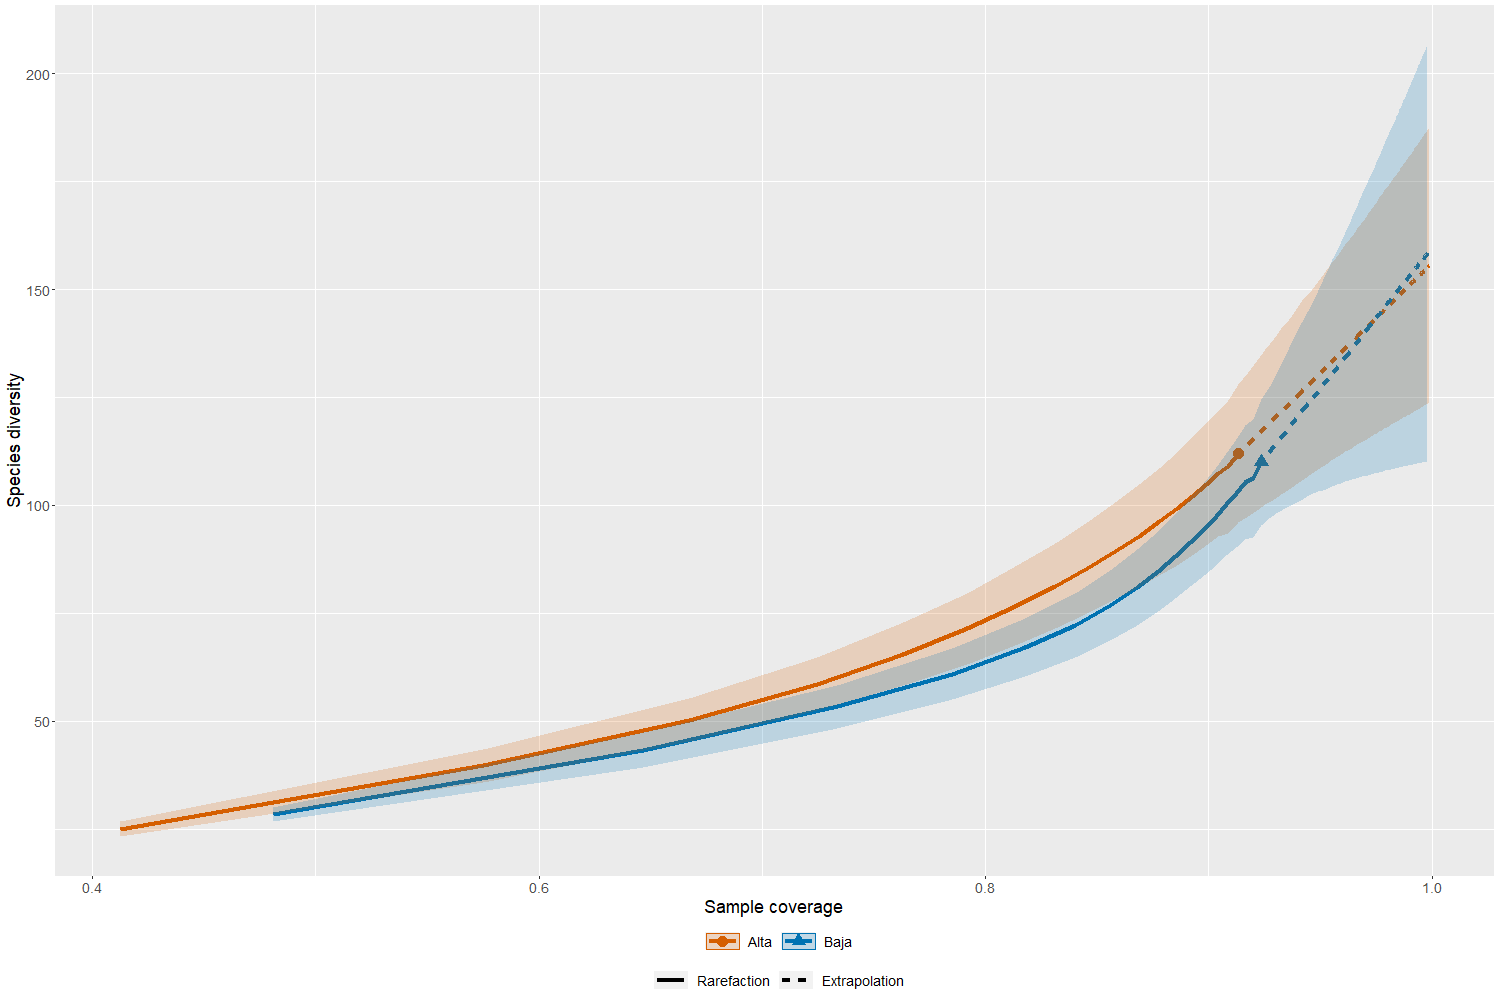 Species diversity
200
150
100
50
0.4 0.6 0.8 1.0
Sample coverage
Alta Baja
Rarefaction Extrapolation